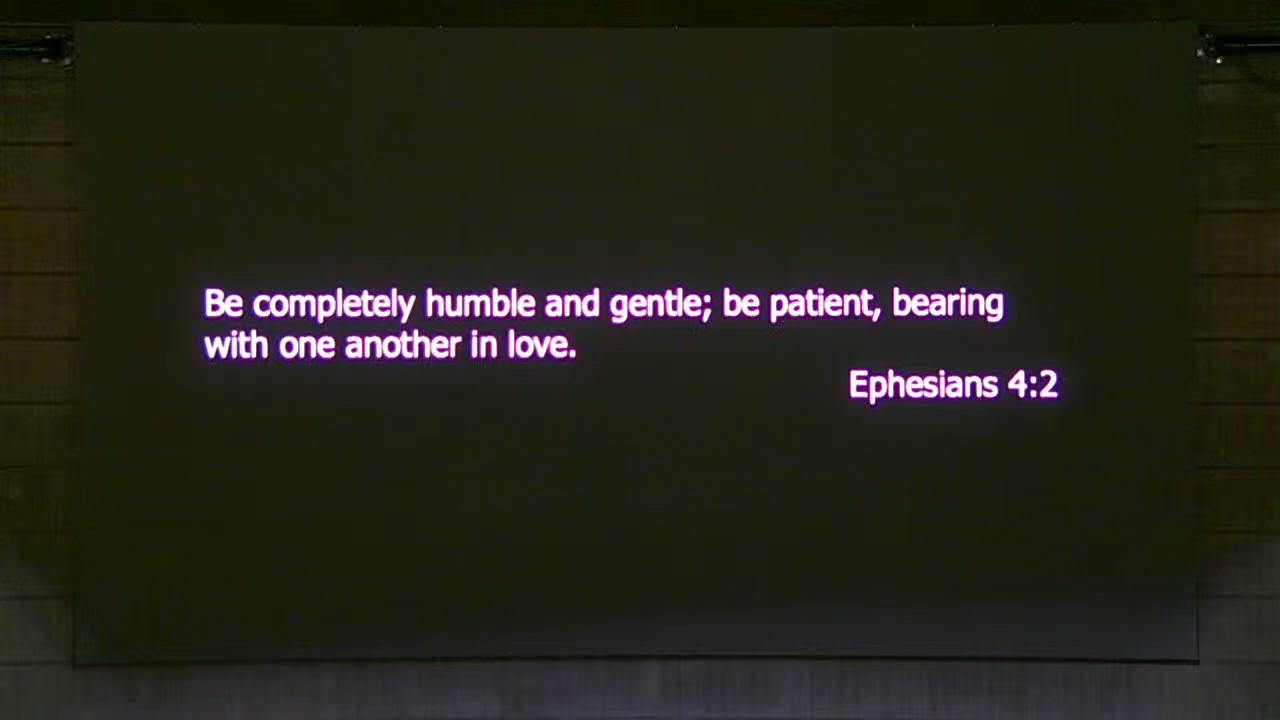 Be completely humble and gentle; be patient, bearing
with one another in love.
Ephesians 4:2